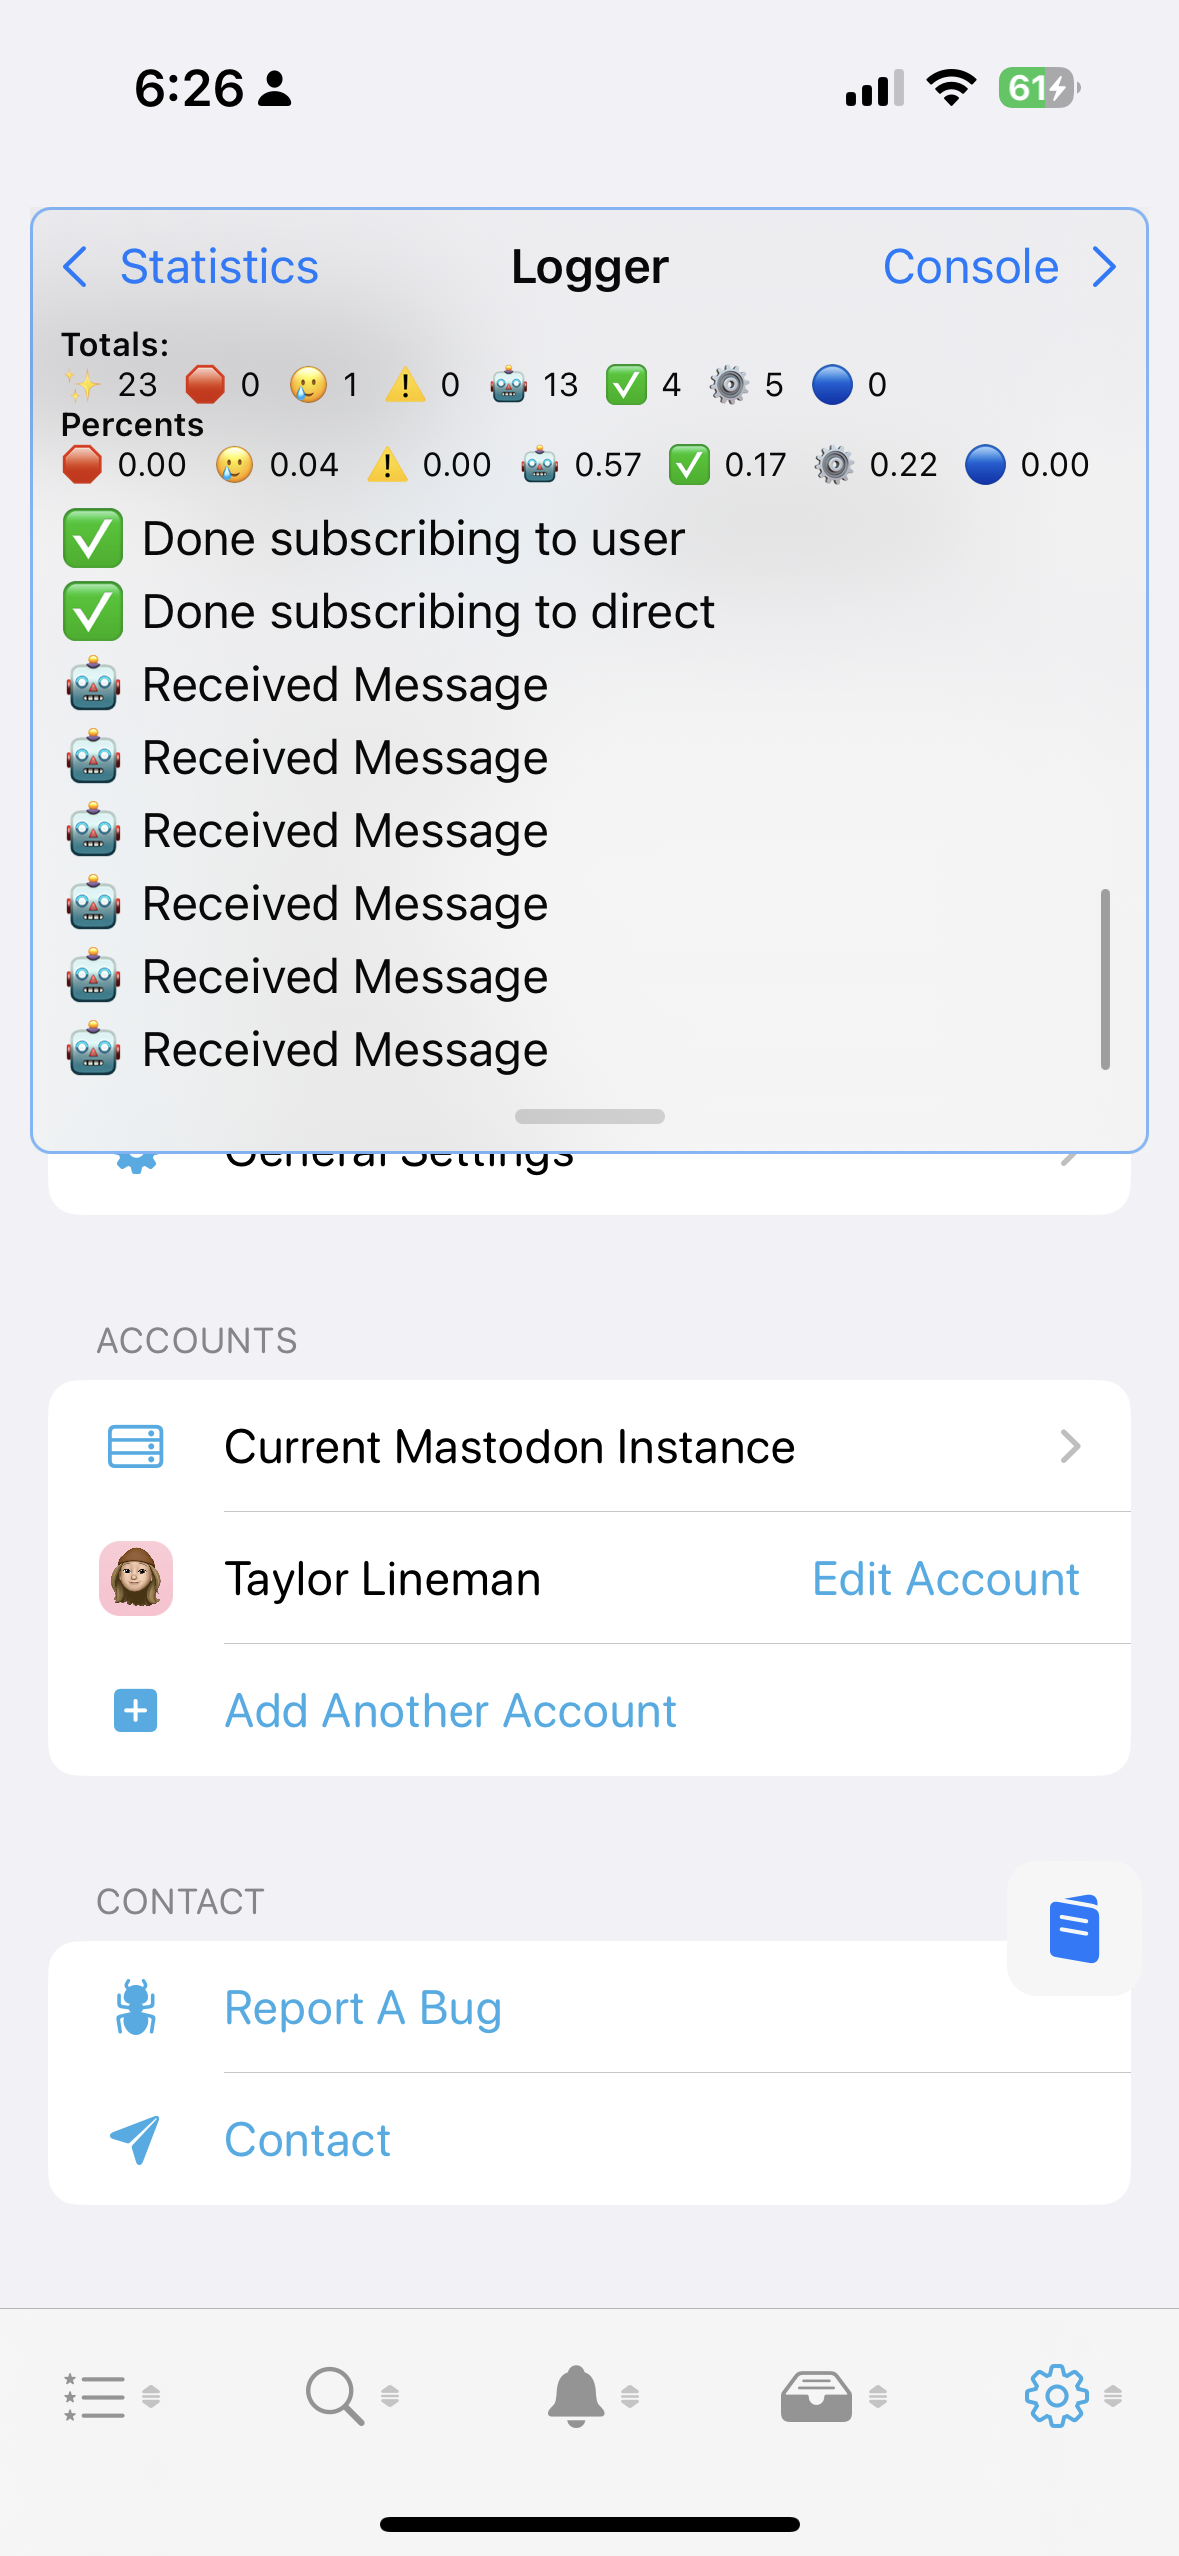 6:26
61
Statistics Logger Console
Totals:
✨ 23 🛑 0 🥲 1 ⚠️ 0 🤖 13 ✅ 4 ⚙️ 5 🔵 0
Percents
🛑 0.00 🥲 0.04 ⚠️ 0.00 🤖 0.57 ✅ 0.17 ⚙️ 0.22 🔵 0.00
✅ Done subscribing to user
✅ Done subscribing to direct
🤖 Received Message
🤖 Received Message
🤖 Received Message
🤖 Received Message
🤖 Received Message
🤖 Received Message
General Settings
ACCOUNTS
Current Mastodon Instance
Taylor Lineman Edit Account
Add Another Account
CONTACT
Report A Bug
Contact